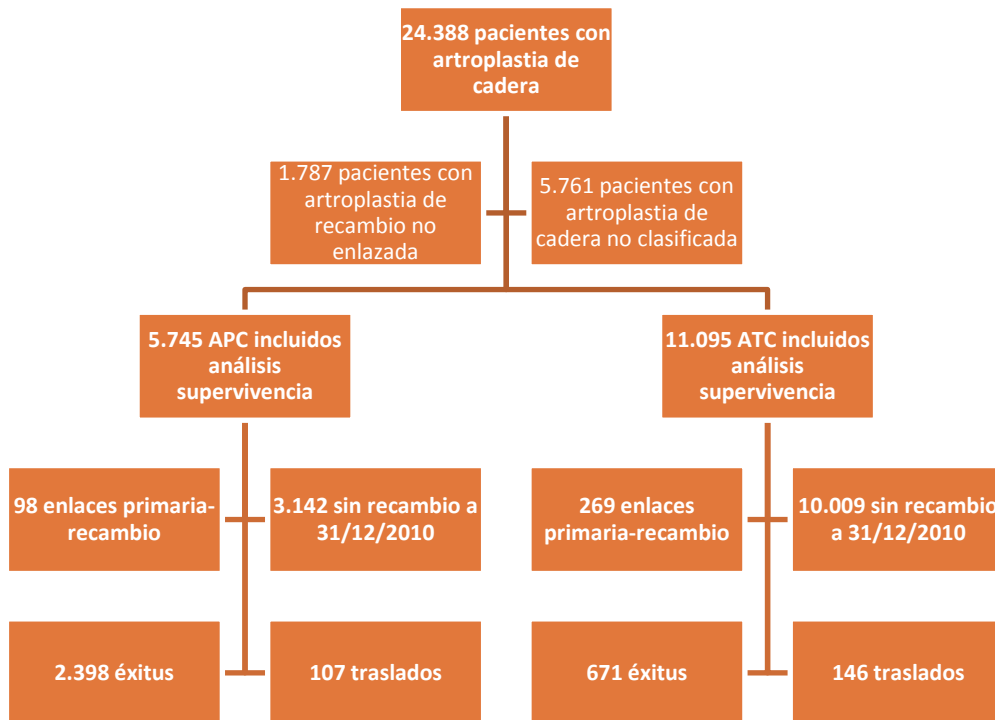 24.388 pacientes con
artroplastia de
cadera
1.787 pacientes con
artroplastia de
recambio no
enlazada
5.761 pacientes con
artroplastia de
cadera no clasificada
5.745 APC incluidos
análisis
supervivencia
11.095 ATC incluidos
análisis
supervivencia
98 enlaces primaria-
recambio
3.142 sin recambio a
31/12/2010
269 enlaces
primaria-recambio
10.009 sin recambio
a 31/12/2010
2.398 éxitus
107 traslados
671 éxitus
146 traslados